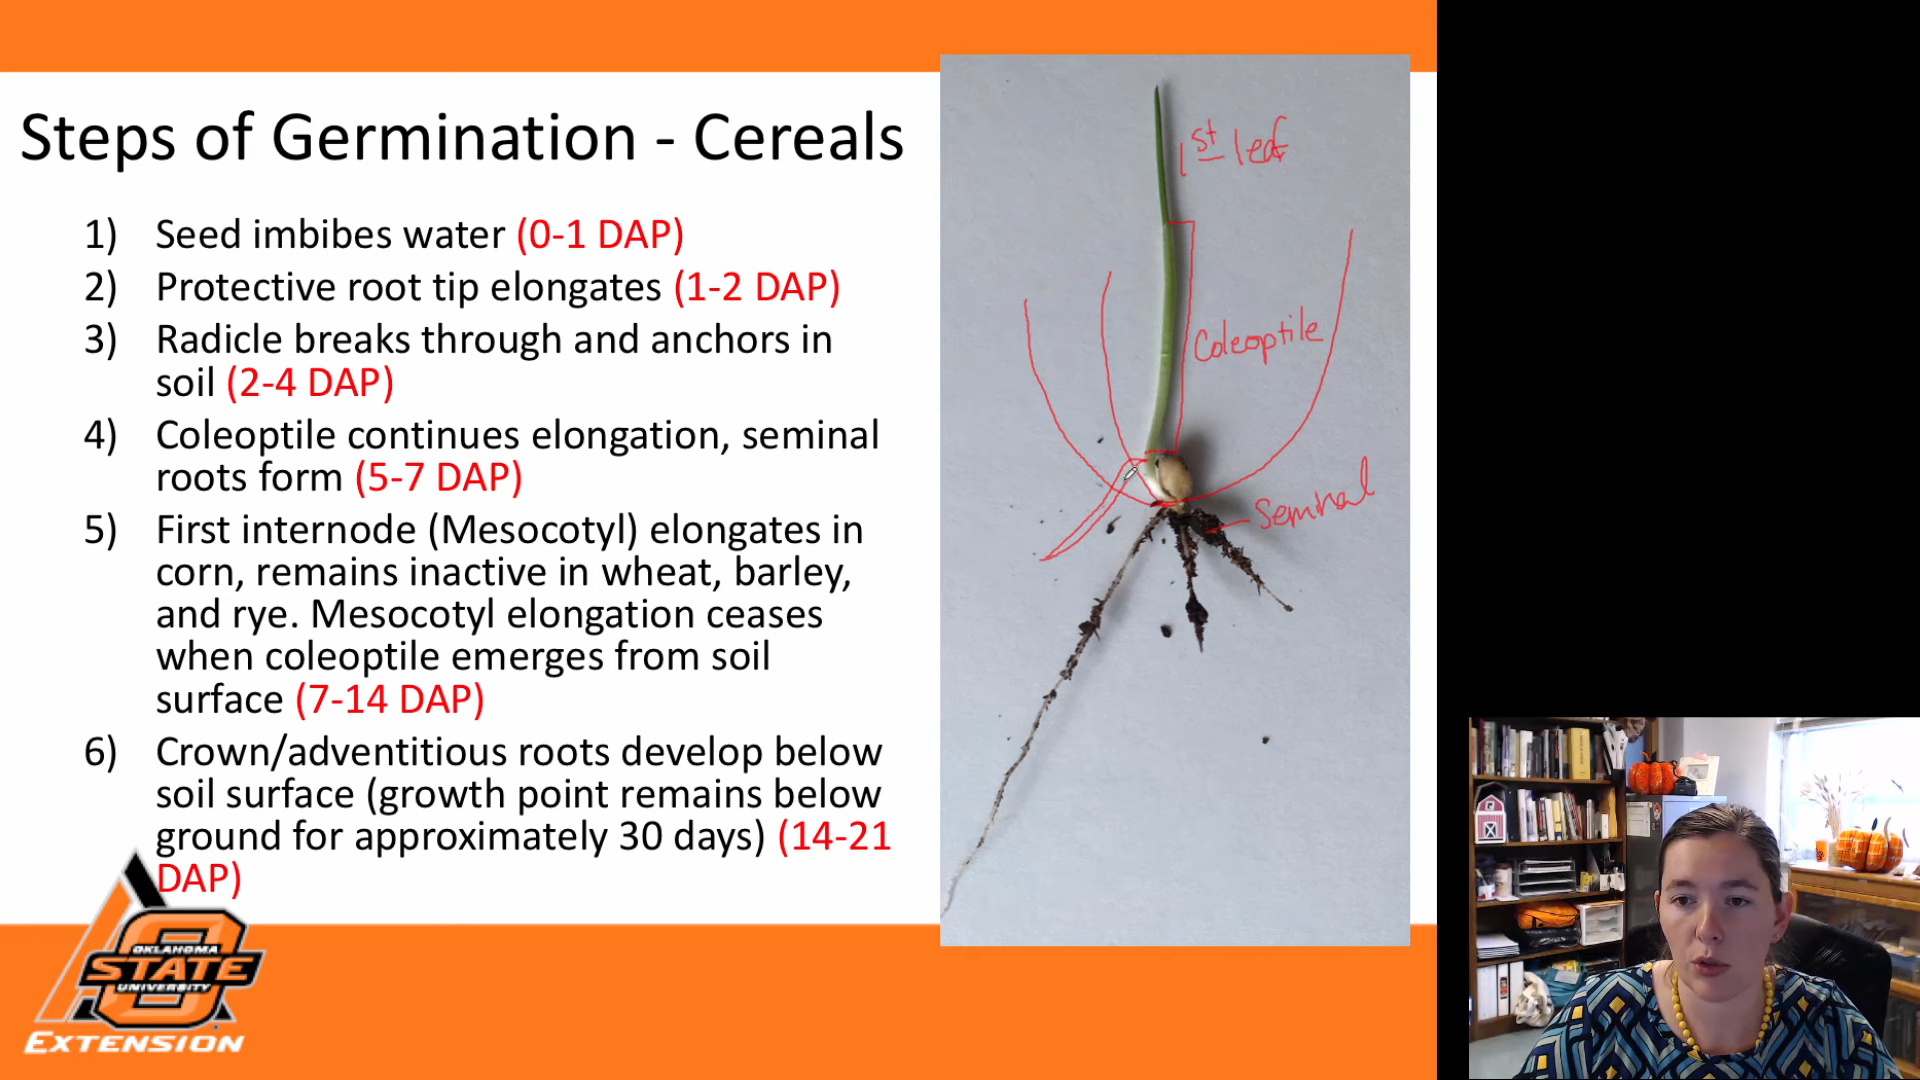 Steps of Germination - Cereals
1) Seed imbibes water (0-1 DAP)
2) Protective root tip elongates (1-2 DAP)
3) Radicle breaks through and anchors in
soil (2-4 DAP)
4) Coleoptile continues elongation, seminal
roots form (5-7 DAP)
5) First internode (Mesocotyl) elongates in
corn, remains inactive in wheat, barley,
and rye. Mesocotyl elongation ceases
when coleoptile emerges from soil
surface (7-14 DAP)
6) Crown/adventitious roots develop below
soil surface (growth point remains below
ground for approximately 30 days) (14-21
DAP)
1st leaf
Coleoptile
Seminal
OKLAHOMA
STATE
UNIVERSITY
EXTENSION